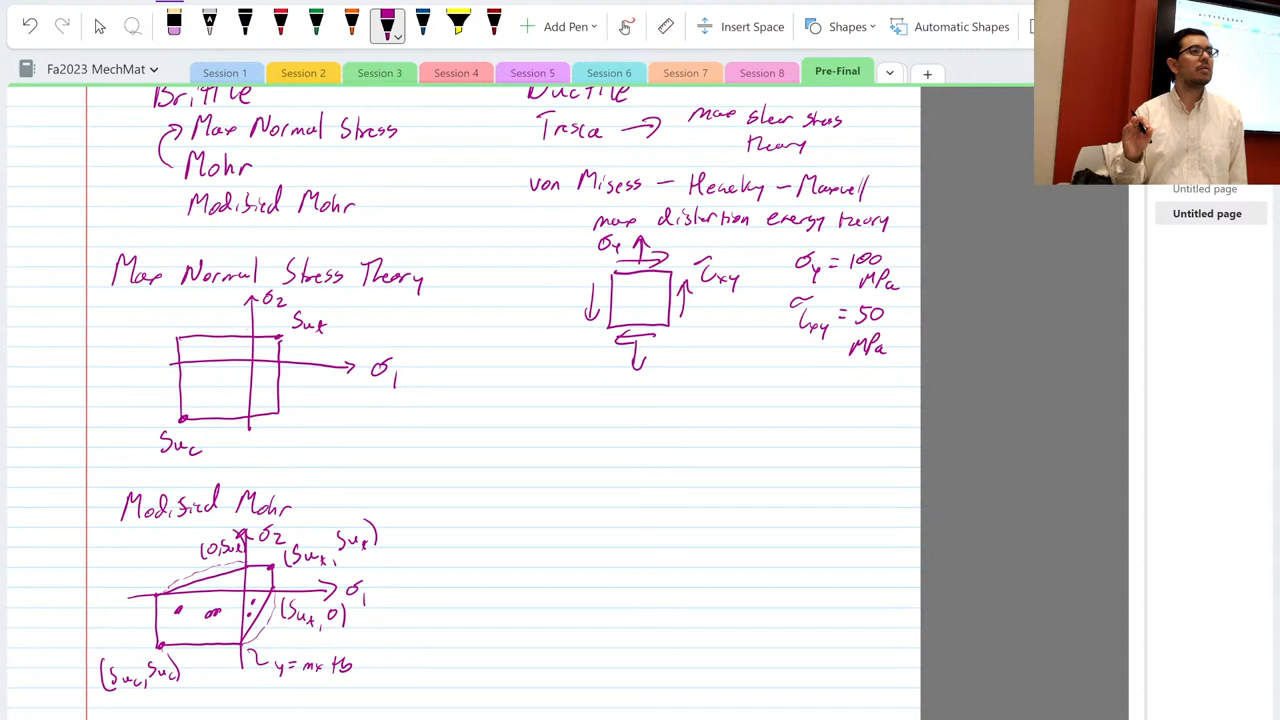 Add Pen
Insert Space
Shapes
Automatic Shapes
Fa2023 MechMat
Session 1
Session 2
Session 3
Session 4
Session 5
Session 6
Session 7
Session 8
Pre-Final
Untitled page
Untitled page
Brittle
Max Normal Stress
Mohr
Modified Mohr
Max Normal Stress Theory
σ2
Sut
σ1
Suc
Modified Mohr
σ2
(0,Sut)
(Sut, Sut)
σ1
(Sut, 0)
(Suc, Suc)
y = mx + b
Ductile
Tresca → max shear stress
theory
von Misess - Hencky - Maxwell
max distortion energy theory
σy
τxy
σy = 100
MPa
τxy = 50
MPa